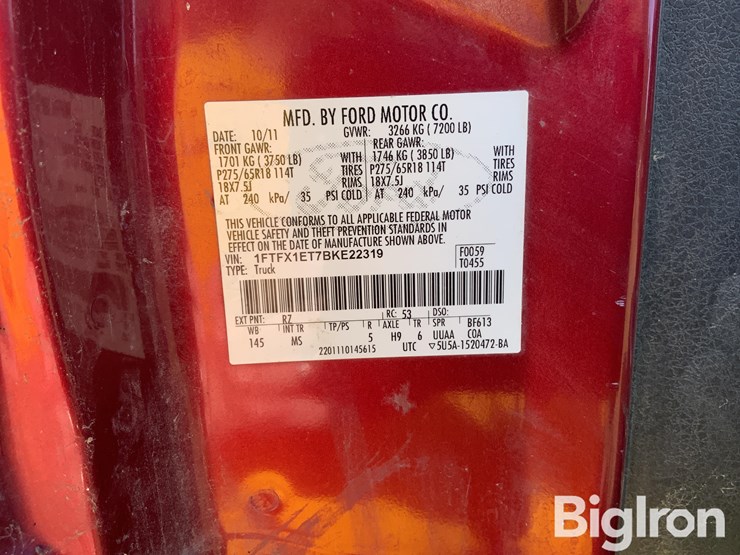 MFD. BY FORD MOTOR CO.
DATE: 10/11 GVWR: 3266 KG ( 7200 LB)
FRONT GAWR: REAR GAWR:
1701 KG ( 3750 LB) WITH 1746 KG ( 3850 LB) WITH
P275/65R18 114T TIRES P275/65R18 114T TIRES
18X7.5J RIMS 18X7.5J RIMS
AT 240 kPa/ 35 PSI COLD AT 240 kPa/ 35 PSI COLD
THIS VEHICLE CONFORMS TO ALL APPLICABLE FEDERAL MOTOR
VEHICLE SAFETY AND THEFT PREVENTION STANDARDS IN
EFFECT ON THE DATE OF MANUFACTURE SHOWN ABOVE.
VIN: 1FTFX1ET7BKE22319 F0059
TYPE: Truck T0455
EXT PNT: RZ RC: 53 DSO:
WB INT TR TP/PS R AXLE TR SPR BF613
145 MS 5 H9 6 UUAA COA
2201110145615 UTC ▽5U5A-1520472-BA
BigIron